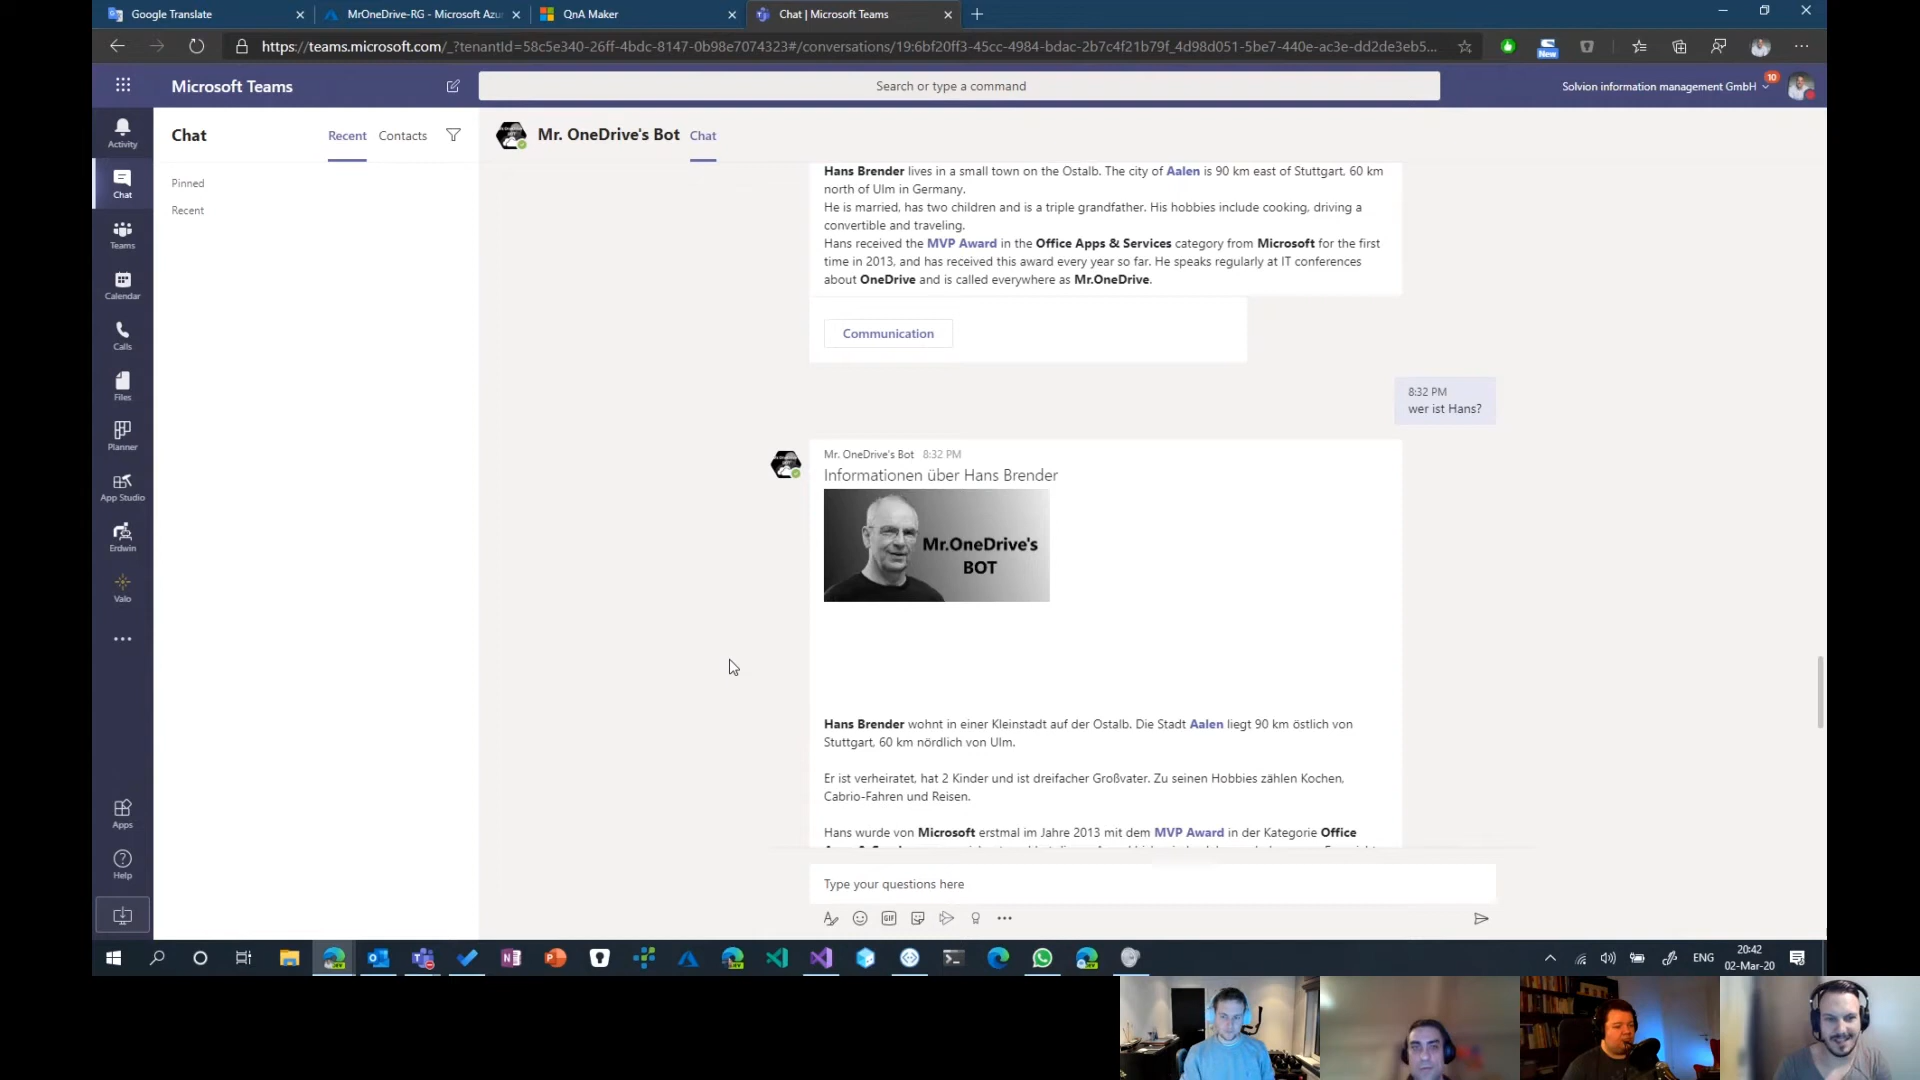 Google Translate
MrOneDrive-RG - Microsoft Azu
QnA Maker
Chat | Microsoft Teams
https://teams.microsoft.com/_?tenantId=58c5e340-26ff-4bdc-8147-0b98e7074323#/conversations/19:6bf20ff3-45cc-4984-bdac-2b7c4f21b79f_4d98d051-5be7-440e-ac3e-dd2de3eb5...
New
Microsoft Teams
Search or type a command
Solvion information management GmbH
10
Activity
Chat
Teams
Calendar
Calls
Files
Planner
App Studio
Erdwin
Valo
Apps
Help
Chat
Recent
Contacts
Pinned
Recent
Mr. OneDrive's Bot
Chat
Hans Brender lives in a small town on the Ostalb. The city of Aalen is 90 km east of Stuttgart, 60 km
north of Ulm in Germany.
He is married, has two children and is a triple grandfather. His hobbies include cooking, driving a
convertible and traveling.
Hans received the MVP Award in the Office Apps & Services category from Microsoft for the first
time in 2013, and has received this award every year so far. He speaks regularly at IT conferences
about OneDrive and is called everywhere as Mr.OneDrive.
Communication
8:32 PM
wer ist Hans?
Mr. OneDrive's Bot 8:32 PM
Informationen über Hans Brender
Mr.OneDrive's
BOT
Hans Brender wohnt in einer Kleinstadt auf der Ostalb. Die Stadt Aalen liegt 90 km östlich von
Stuttgart, 60 km nördlich von Ulm.
Er ist verheiratet, hat 2 Kinder und ist dreifacher Großvater. Zu seinen Hobbies zählen Kochen,
Cabrio-Fahren und Reisen.
Hans wurde von Microsoft erstmal im Jahre 2013 mit dem MVP Award in der Kategorie Office
Type your questions here
GIF
ENG
20:42
02-Mar-20